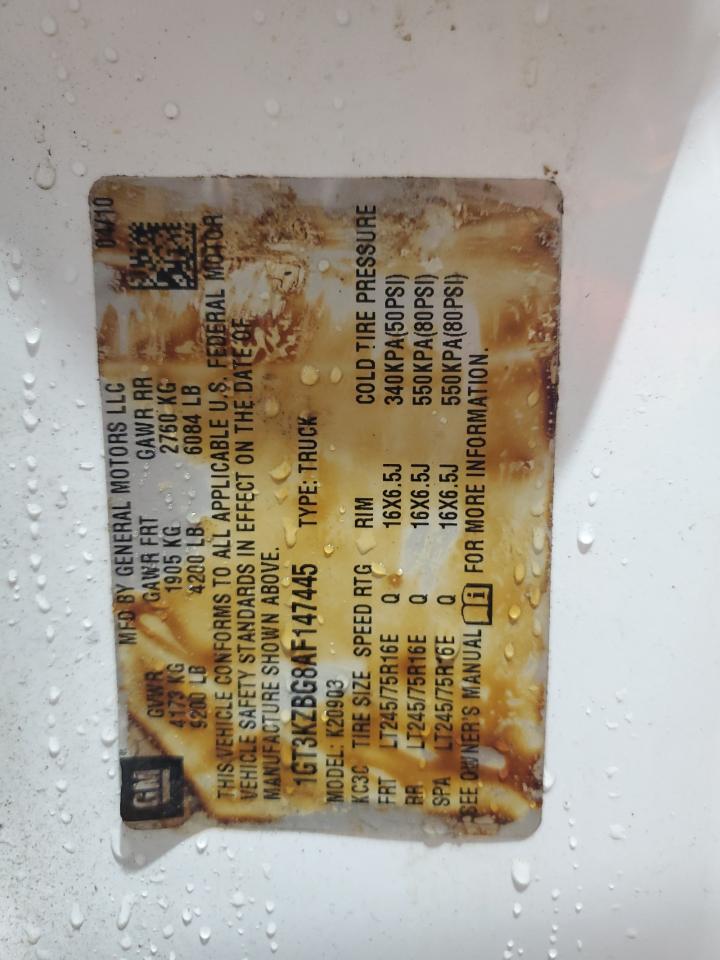 GM
MFD BY GENERAL MOTORS LLC 04/10
GVWR GAWR FRT GAWR RR
4173 KG 1905 KG 2760 KG
9200 LB 4200 LB 6084 LB
THIS VEHICLE CONFORMS TO ALL APPLICABLE U.S. FEDERAL MOTOR
VEHICLE SAFETY STANDARDS IN EFFECT ON THE DATE OF
MANUFACTURE SHOWN ABOVE.
1GT3KZBG8AF147445 TYPE: TRUCK
MODEL: K20903
KC3C TIRE SIZE SPEED RTG RIM COLD TIRE PRESSURE
FRT LT245/75R16E Q 16X6.5J 340KPA(50PSI)
RR LT245/75R16E Q 16X6.5J 550KPA(80PSI)
SPA LT245/75R16E Q 16X6.5J 550KPA(80PSI)
SEE OWNER'S MANUAL FOR MORE INFORMATION.